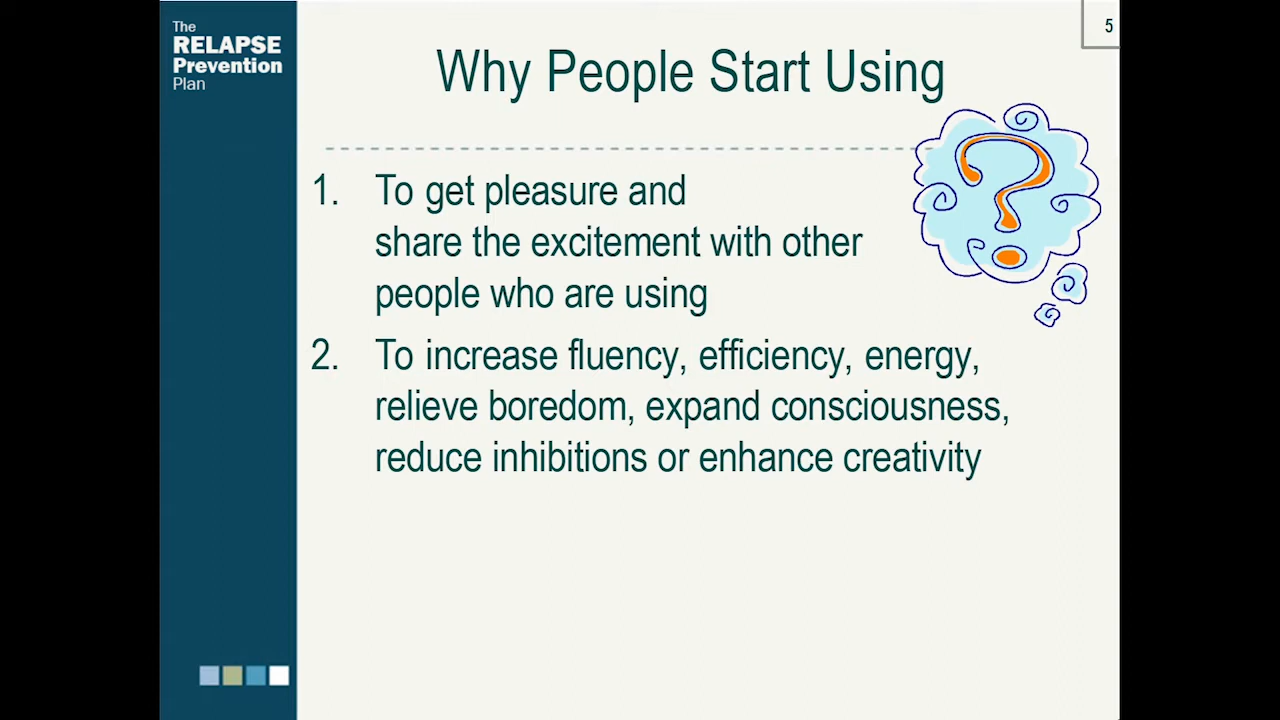 The
RELAPSE
Prevention
Plan
5
Why People Start Using
1. To get pleasure and
share the excitement with other
people who are using
2. To increase fluency, efficiency, energy,
relieve boredom, expand consciousness,
reduce inhibitions or enhance creativity